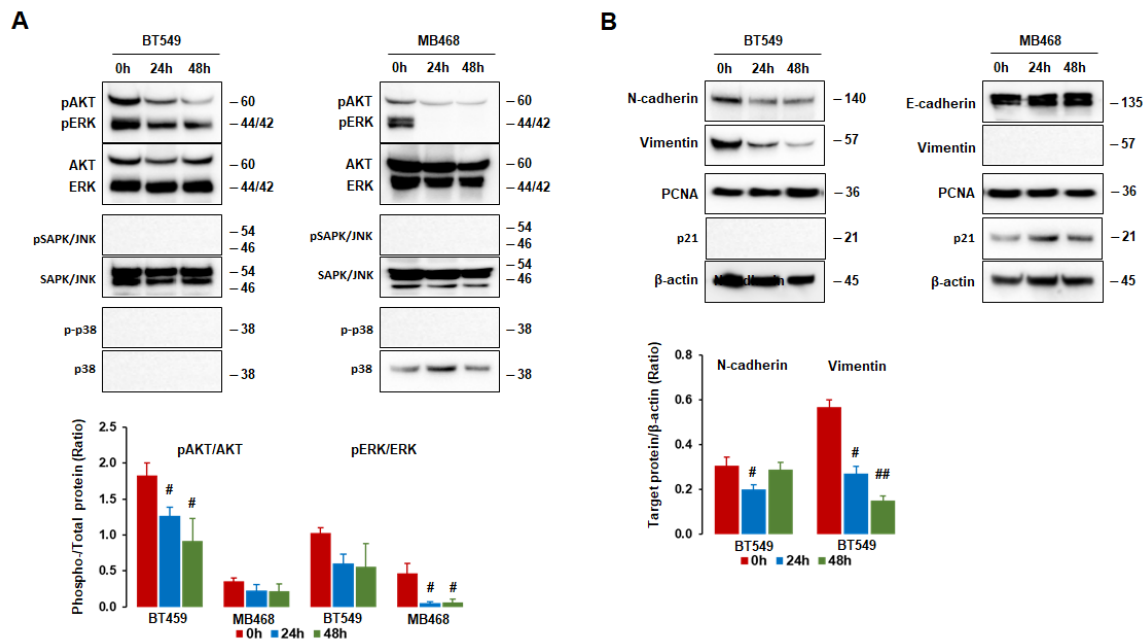 A
BT549
0h 24h 48h
pAKT – 60
pERK – 44/42
AKT – 60
ERK – 44/42
pSAPK/JNK – 54
– 46
SAPK/JNK – 54
– 46
p-p38 – 38
p38 – 38
MB468
0h 24h 48h
pAKT – 60
pERK – 44/42
AKT – 60
ERK – 44/42
pSAPK/JNK – 54
– 46
SAPK/JNK – 54
– 46
p-p38 – 38
p38 – 38
Phospho-/Total protein (Ratio)
2.5
2.0
1.5
1.0
0.5
0.0
pAKT/AKT pERK/ERK
# # # #
BT459 MB468 BT549 MB468
0h 24h 48h
B
BT549
0h 24h 48h
N-cadherin – 140
Vimentin – 57
PCNA – 36
p21 – 21
β-actin – 45
MB468
0h 24h 48h
E-cadherin – 135
Vimentin – 57
PCNA – 36
p21 – 21
β-actin – 45
Target protein/β-actin (Ratio)
0.8
0.6
0.4
0.2
0.0
N-cadherin Vimentin
# # ##
BT549 BT549
0h 24h 48h